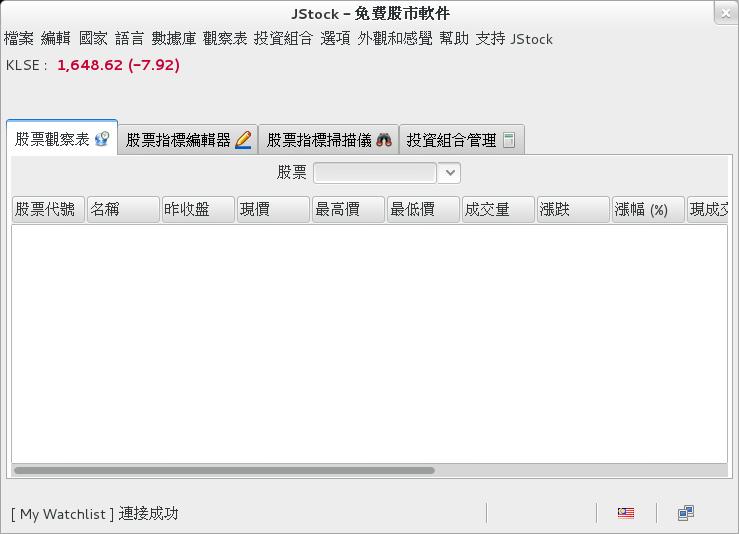 JStock – 兔費股市軟件
檔案 編輯 國家 語言 數據庫 觀察表 投資組合 選項 外觀和感覺 幫助 支持 JStock
KLSE : 1,648.62 (-7.92)
股票觀察表 股票指標編輯器 股票指標掃描儀 投資組合管理
股票
股票代號 名稱 昨收盤 現價 最高價 最低價 成交量 漲跌 漲幅 (%) 現成交
[ My Watchlist ] 連接成功